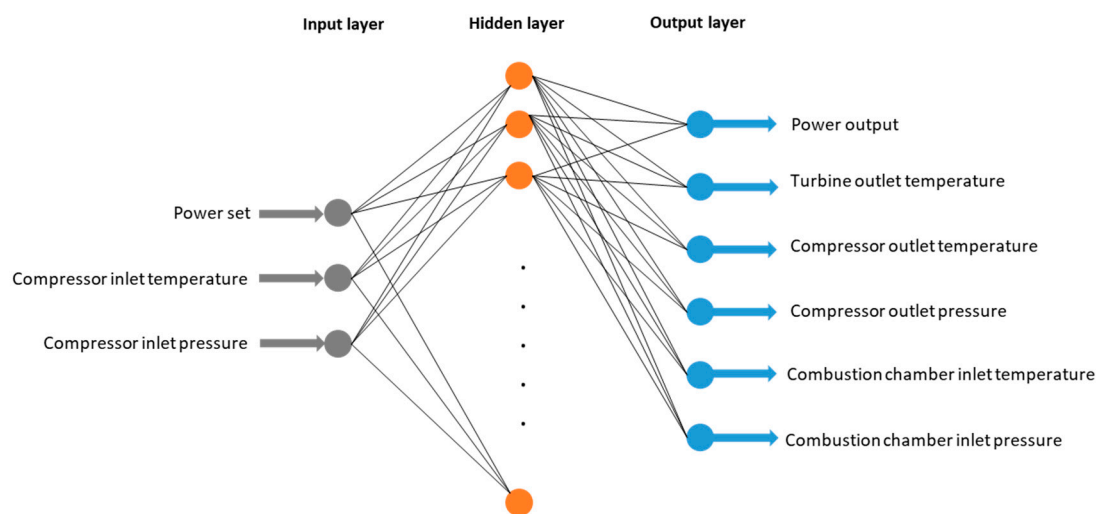 Input layer
Hidden layer
Output layer
Power set
Compressor inlet temperature
Compressor inlet pressure
Power output
Turbine outlet temperature
Compressor outlet temperature
Compressor outlet pressure
Combustion chamber inlet temperature
Combustion chamber inlet pressure